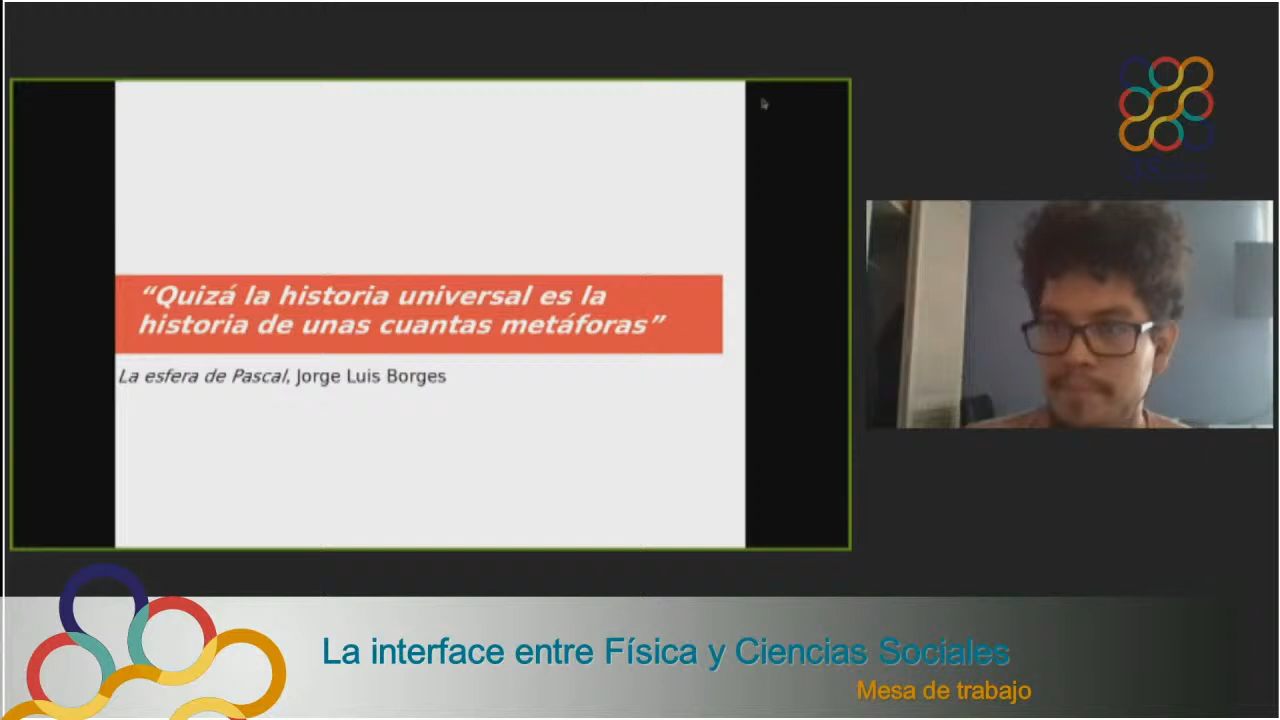 “Quizá la historia universal es la
historia de unas cuantas metáforas”
La esfera de Pascal, Jorge Luis Borges
La interface entre Física y Ciencias Sociales
Mesa de trabajo